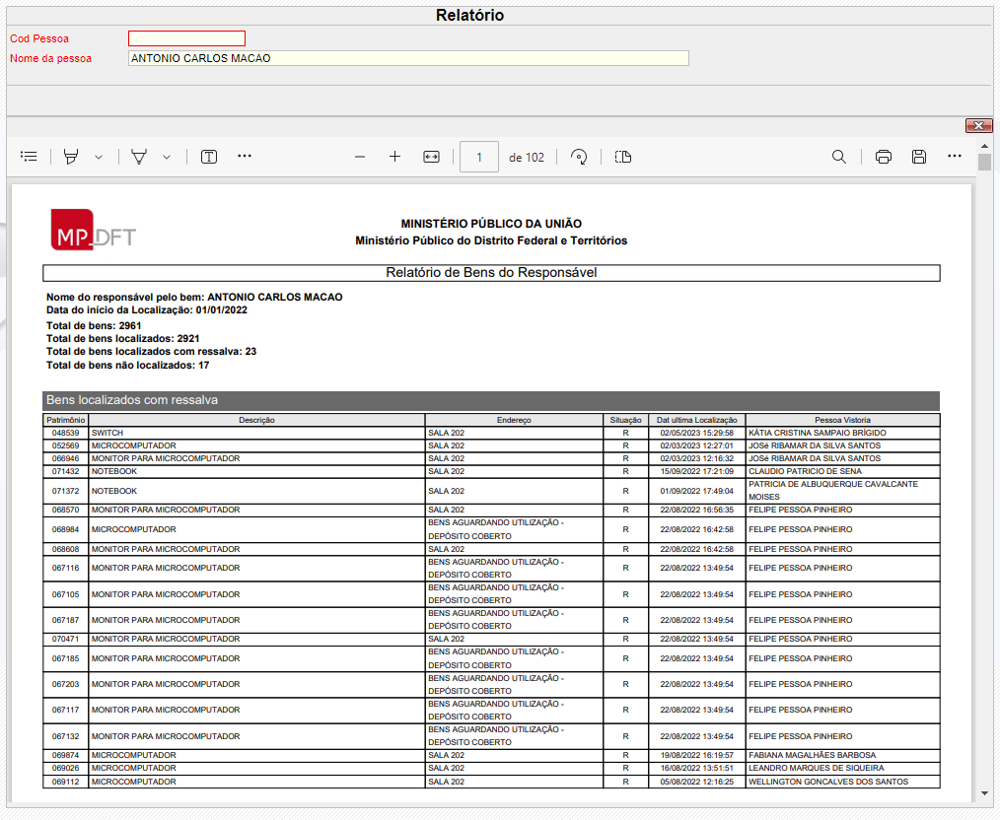 Relatório
Cod Pessoa
Nome da pessoa ANTONIO CARLOS MACAO
1 de 102
MP DFT
MINISTÉRIO PÚBLICO DA UNIÃO
Ministério Público do Distrito Federal e Territórios
Relatório de Bens do Responsável
Nome do responsável pelo bem: ANTONIO CARLOS MACAO
Data do início da Localização: 01/01/2022
Total de bens: 2961
Total de bens localizados: 2921
Total de bens localizados com ressalva: 23
Total de bens não localizados: 17
Bens localizados com ressalva
Patrimônio Descrição Endereço Situação Dat ultima Localização Pessoa Vistoria
048539 SWITCH SALA 202 R 02/05/2023 15:29:58 KÁTIA CRISTINA SAMPAIO BRÍGIDO
052569 MICROCOMPUTADOR SALA 202 R 02/03/2023 12:27:01 JOSé RIBAMAR DA SILVA SANTOS
066946 MONITOR PARA MICROCOMPUTADOR SALA 202 R 02/03/2023 12:16:32 JOSé RIBAMAR DA SILVA SANTOS
071432 NOTEBOOK SALA 202 R 15/09/2022 17:21:09 CLAUDIO PATRICIO DE SENA
071372 NOTEBOOK SALA 202 R 01/09/2022 17:49:04 PATRICIA DE ALBUQUERQUE CAVALCANTE
MOISES
068570 MONITOR PARA MICROCOMPUTADOR SALA 202 R 22/08/2022 16:56:35 FELIPE PESSOA PINHEIRO
068984 MICROCOMPUTADOR BENS AGUARDANDO UTILIZAÇÃO - R 22/08/2022 16:42:58 FELIPE PESSOA PINHEIRO
DEPÓSITO COBERTO
068608 MONITOR PARA MICROCOMPUTADOR SALA 202 R 22/08/2022 16:42:58 FELIPE PESSOA PINHEIRO
067116 MONITOR PARA MICROCOMPUTADOR BENS AGUARDANDO UTILIZAÇÃO - R 22/08/2022 13:49:54 FELIPE PESSOA PINHEIRO
DEPÓSITO COBERTO
067105 MONITOR PARA MICROCOMPUTADOR BENS AGUARDANDO UTILIZAÇÃO - R 22/08/2022 13:49:54 FELIPE PESSOA PINHEIRO
DEPÓSITO COBERTO
067187 MONITOR PARA MICROCOMPUTADOR BENS AGUARDANDO UTILIZAÇÃO - R 22/08/2022 13:49:54 FELIPE PESSOA PINHEIRO
DEPÓSITO COBERTO
070471 MONITOR PARA MICROCOMPUTADOR SALA 202 R 22/08/2022 13:49:54 FELIPE PESSOA PINHEIRO
067185 MONITOR PARA MICROCOMPUTADOR BENS AGUARDANDO UTILIZAÇÃO - R 22/08/2022 13:49:54 FELIPE PESSOA PINHEIRO
DEPÓSITO COBERTO
067203 MONITOR PARA MICROCOMPUTADOR BENS AGUARDANDO UTILIZAÇÃO - R 22/08/2022 13:49:54 FELIPE PESSOA PINHEIRO
DEPÓSITO COBERTO
067117 MONITOR PARA MICROCOMPUTADOR BENS AGUARDANDO UTILIZAÇÃO - R 22/08/2022 13:49:54 FELIPE PESSOA PINHEIRO
DEPÓSITO COBERTO
067132 MONITOR PARA MICROCOMPUTADOR BENS AGUARDANDO UTILIZAÇÃO - R 22/08/2022 13:49:54 FELIPE PESSOA PINHEIRO
DEPÓSITO COBERTO
069874 MICROCOMPUTADOR SALA 202 R 19/08/2022 16:19:57 FABIANA MAGALHÃES BARBOSA
069026 MICROCOMPUTADOR SALA 202 R 16/08/2022 13:51:51 LEANDRO MARQUES DE SIQUEIRA
069112 MICROCOMPUTADOR SALA 202 R 05/08/2022 12:16:25 WELLINGTON GONCALVES DOS SANTOS